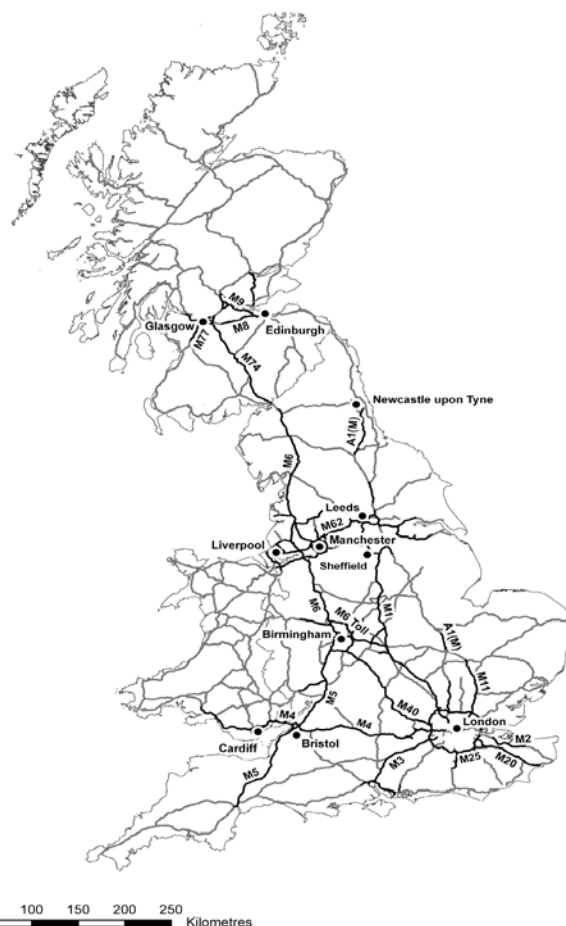 M9
Glasgow
M8
Edinburgh
M77
M74
Newcastle upon Tyne
A1(M)
M6
Leeds
M62
Liverpool
Manchester
Sheffield
M6
M6 Toll
M1
Birmingham
A1(M)
M11
M5
M40
M4
M4
London
Cardiff
Bristol
M2
M3
M25
M20
M5
100 150 200 250
Kilometres